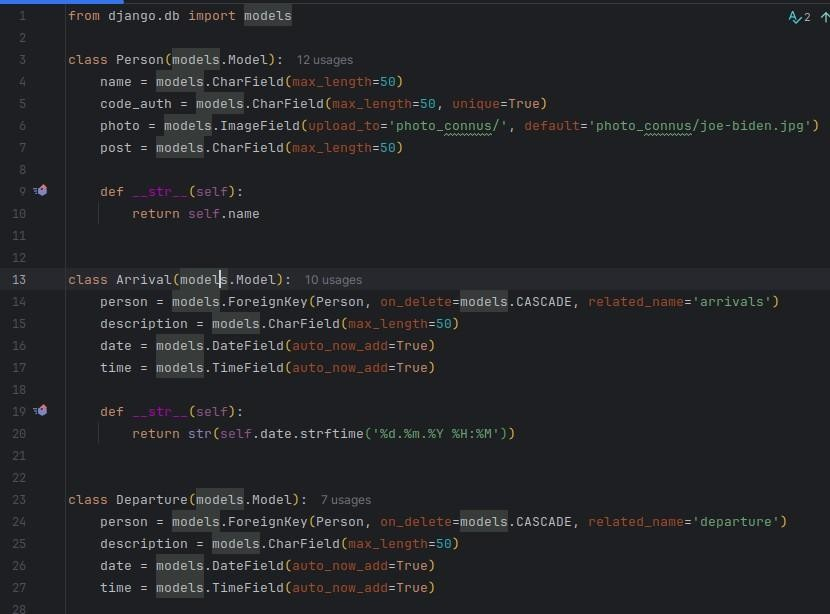 1 from django.db import models
2
3 class Person(models.Model): 12 usages
4 name = models.CharField(max_length=50)
5 code_auth = models.CharField(max_length=50, unique=True)
6 photo = models.ImageField(upload_to='photo_connus/', default='photo_connus/joe-biden.jpg')
7 post = models.CharField(max_length=50)
8
9 def __str__(self):
10 return self.name
11
12
13 class Arrival(models.Model): 10 usages
14 person = models.ForeignKey(Person, on_delete=models.CASCADE, related_name='arrivals')
15 description = models.CharField(max_length=50)
16 date = models.DateField(auto_now_add=True)
17 time = models.TimeField(auto_now_add=True)
18
19 def __str__(self):
20 return str(self.date.strftime('%d.%m.%Y %H:%M'))
21
22
23 class Departure(models.Model): 7 usages
24 person = models.ForeignKey(Person, on_delete=models.CASCADE, related_name='departure')
25 description = models.CharField(max_length=50)
26 date = models.DateField(auto_now_add=True)
27 time = models.TimeField(auto_now_add=True)
28
2